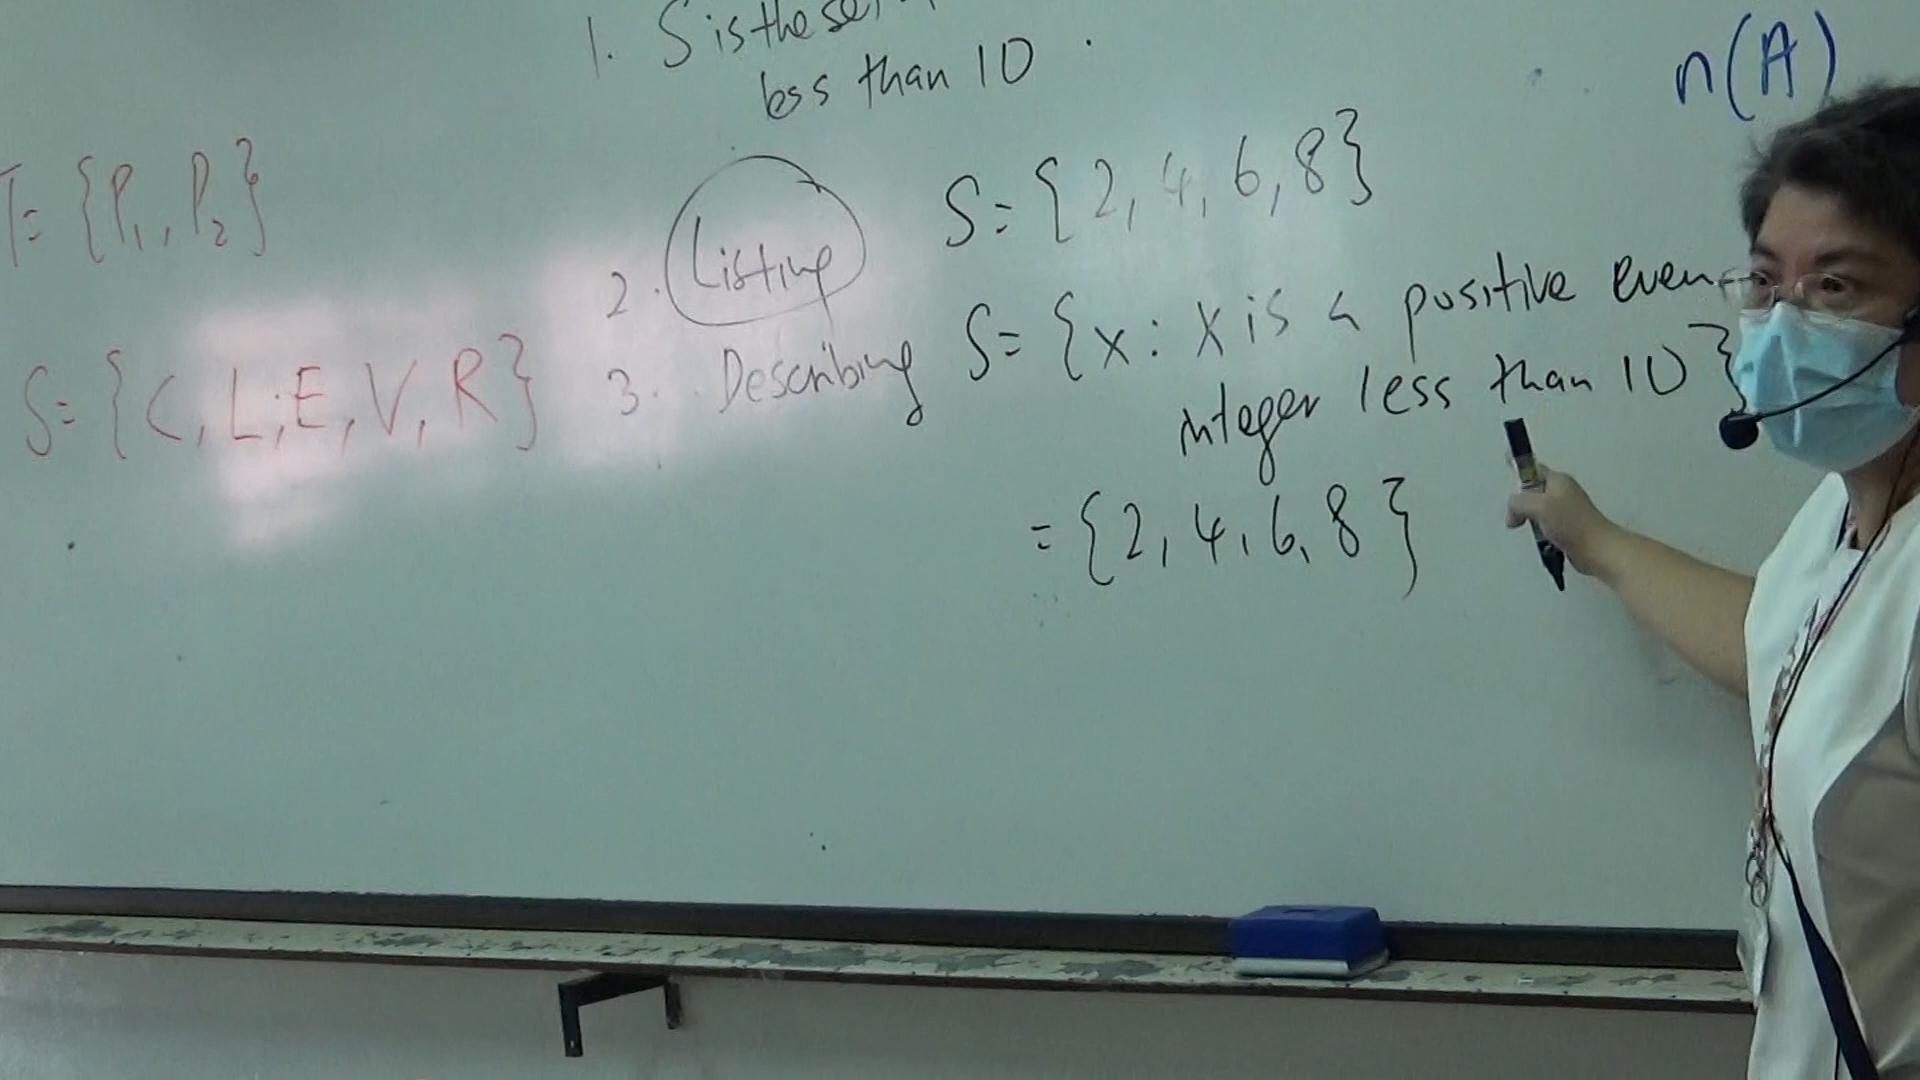 1. S is the set
less than 10.
n(A)
T = {P₁, P₂}
S = {C, L, E, V, R}
2. Listing S = {2, 4, 6, 8}
3. Describing S = {x : x is a positive even
integer less than 10}
= {2, 4, 6, 8}